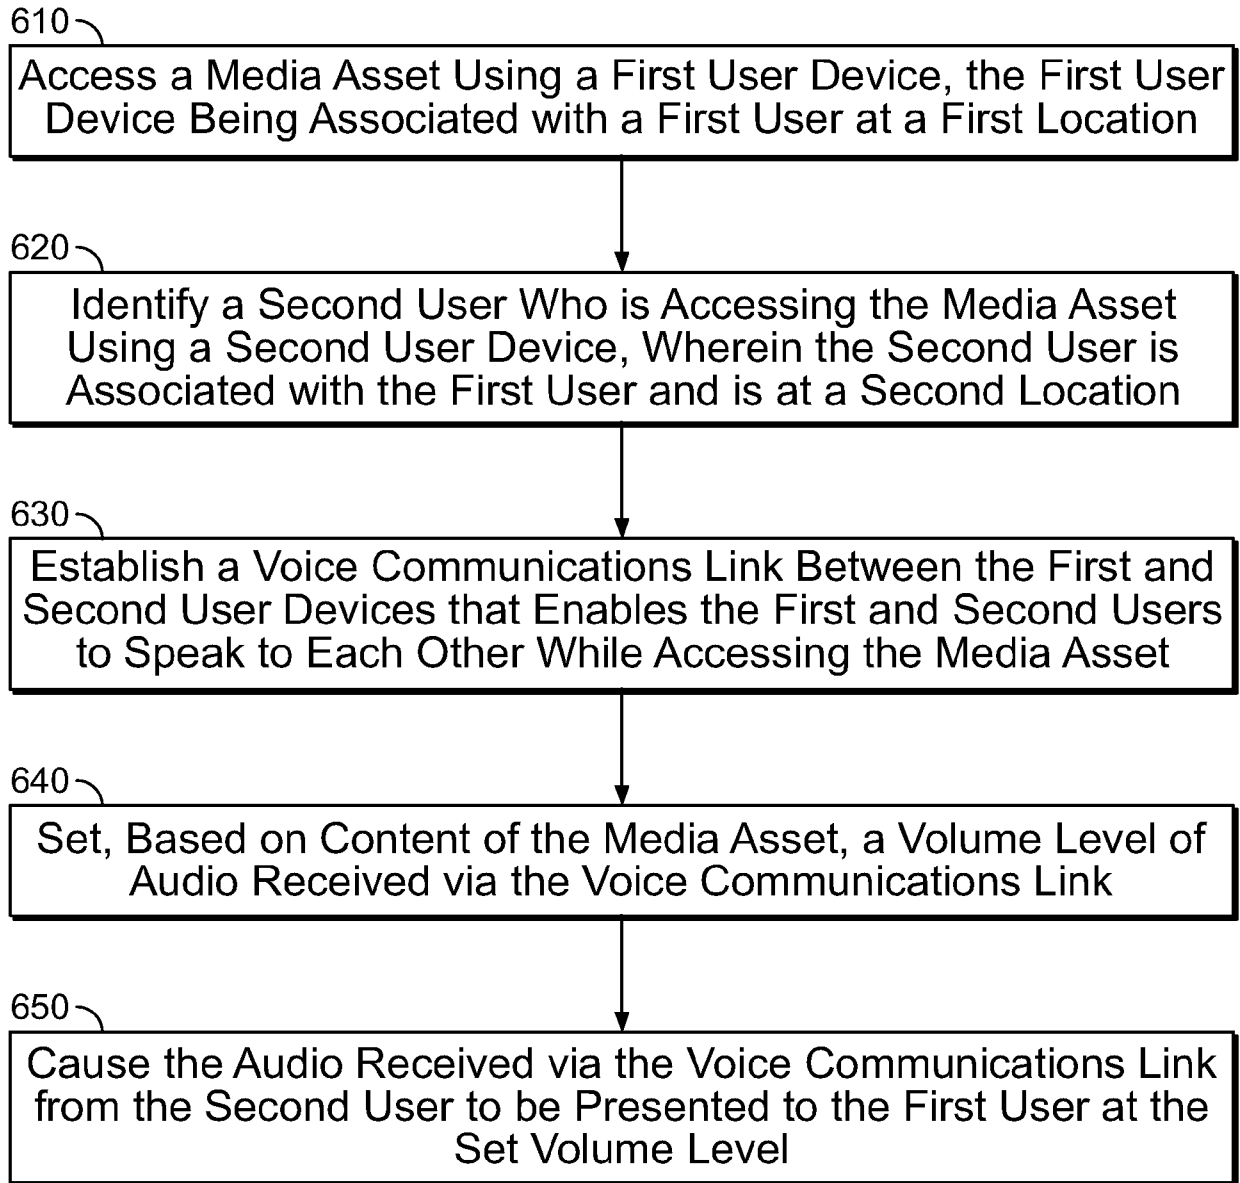 610
Access a Media Asset Using a First User Device, the First User
Device Being Associated with a First User at a First Location
620
Identify a Second User Who is Accessing the Media Asset
Using a Second User Device, Wherein the Second User is
Associated with the First User and is at a Second Location
630
Establish a Voice Communications Link Between the First and
Second User Devices that Enables the First and Second Users
to Speak to Each Other While Accessing the Media Asset
640
Set, Based on Content of the Media Asset, a Volume Level of
Audio Received via the Voice Communications Link
650
Cause the Audio Received via the Voice Communications Link
from the Second User to be Presented to the First User at the
Set Volume Level